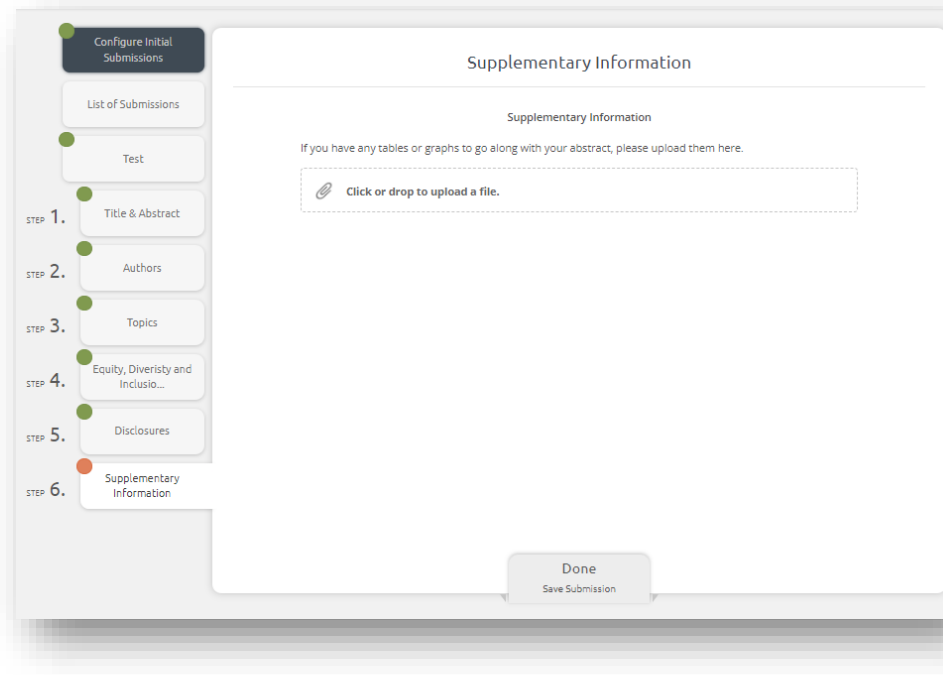 Configure Initial
Submissions
List of Submissions
Test
STEP 1.
Title & Abstract
STEP 2.
Authors
STEP 3.
Topics
STEP 4.
Equity, Diveristy and
Inclusio...
STEP 5.
Disclosures
STEP 6.
Supplementary
Information
Supplementary Information
Supplementary Information
If you have any tables or graphs to go along with your abstract, please upload them here.
Click or drop to upload a file.
Done
Save Submission